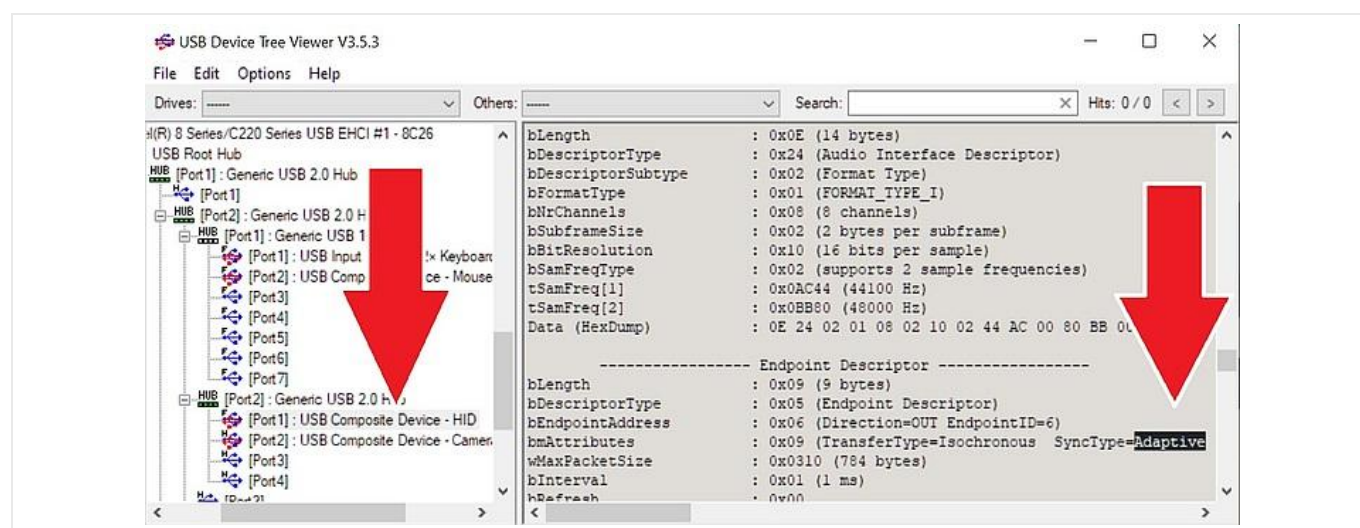 USB Device Tree Viewer V3.5.3
File Edit Options Help
Drives: ------ Others: ------ Search: Hits: 0 / 0 < >
el(R) 8 Series/C220 Series USB EHCI #1 - 8C26
USB Root Hub
HUB [Port1] : Generic USB 2.0 Hub
H [Port1]
HUB [Port2] : Generic USB 2.0 H
HUB [Port1] : Generic USB 1
F [Port1] : USB Input Keyboard
F [Port2] : USB Comp ce - Mouse
F [Port3]
F [Port4]
F [Port5]
F [Port6]
F [Port7]
HUB [Port2] : Generic USB 2.0 H
F [Port1] : USB Composite Device - HID
H [Port2] : USB Composite Device - Camer
H [Port3]
H [Port4]
H [Port3]
bLength : 0x0E (14 bytes)
bDescriptorType : 0x24 (Audio Interface Descriptor)
bDescriptorSubtype : 0x02 (Format Type)
bFormatType : 0x01 (FORMAT_TYPE_I)
bNrChannels : 0x08 (8 channels)
bSubframeSize : 0x02 (2 bytes per subframe)
bBitResolution : 0x10 (16 bits per sample)
bSamFreqType : 0x02 (supports 2 sample frequencies)
tSamFreq[1] : 0x0AC44 (44100 Hz)
tSamFreq[2] : 0x0BB80 (48000 Hz)
Data (HexDump) : 0E 24 02 01 08 02 10 02 44 AC 00 80 BB
----------------- Endpoint Descriptor -----------------
bLength : 0x09 (9 bytes)
bDescriptorType : 0x05 (Endpoint Descriptor)
bEndpointAddress : 0x06 (Direction=OUT EndpointID=6)
bmAttributes : 0x09 (TransferType=Isochronous SyncType=Adaptive
wMaxPacketSize : 0x0310 (784 bytes)
bInterval : 0x01 (1 ms)
bRefresh : 0x00